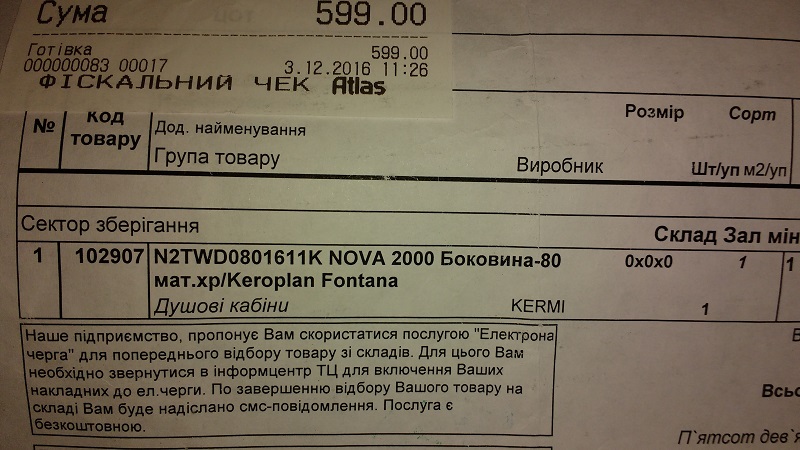 Сума 599.00
Готівка 599.00
000000083 00017 3.12.2016 11:26
ФІСКАЛЬНИЙ ЧЕК Atlas
№ Код товару Дод. найменування Розмір Сорт
Група товару Виробник Шт/уп м2/уп
Сектор зберігання Склад Зал мін
1 102907 N2TWD0801611K NOVA 2000 Боковина-80 0x0x0 1 1
мат.хр/Keroplan Fontana
Душові кабіни KERMI 1
Наше підприємство, пропонує Вам скористатися послугою "Електрона
черга" для попереднього відбору товару зі складів. Для цього Вам
необхідно звернутися в інформцентр ТЦ для включення Ваших
накладних до ел.черги. По завершенню відбору Вашого товару на
складі Вам буде надіслано смс-повідомлення. Послуга є
безкоштовною.
Всьо
П`ятсот дев`я